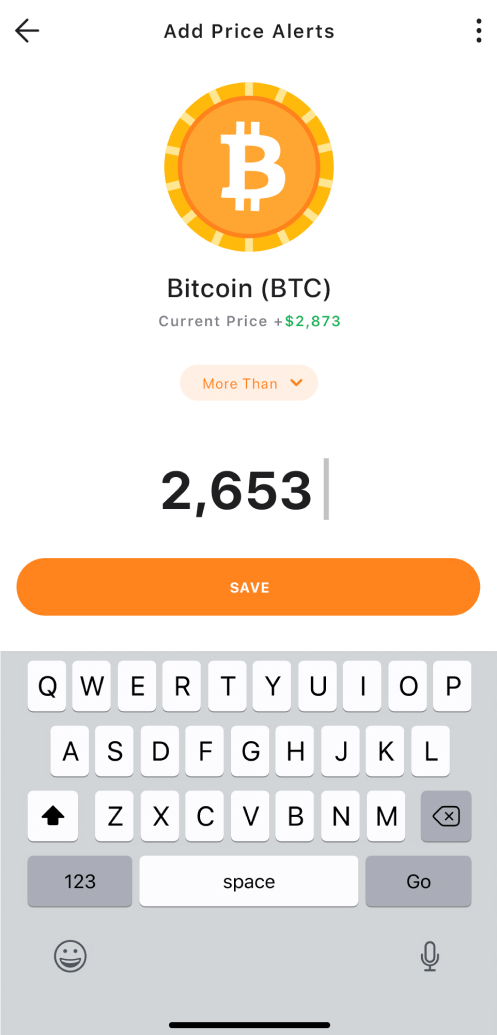 Add Price Alerts
Bitcoin (BTC)
Current Price +$2,873
More Than
2,653
SAVE
Q W E R T Y U I O P
A S D F G H J K L
Z X C V B N M
123 space Go